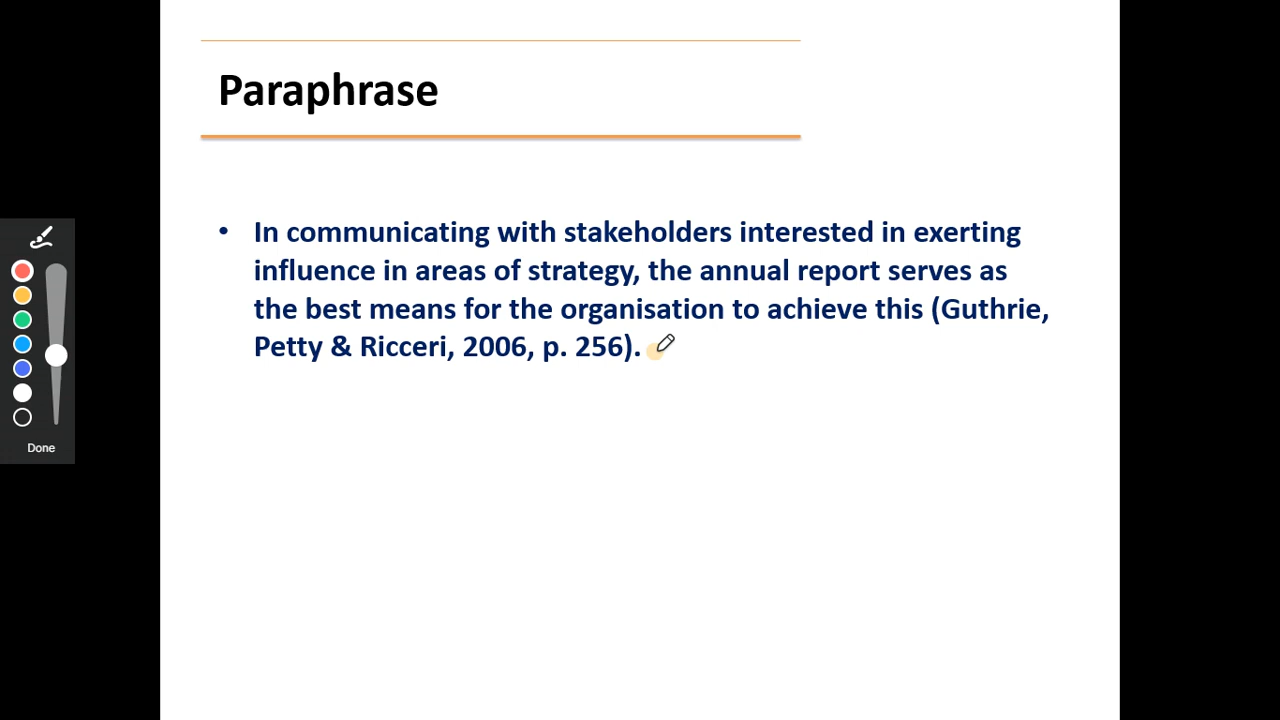 Paraphrase
• In communicating with stakeholders interested in exerting
influence in areas of strategy, the annual report serves as
the best means for the organisation to achieve this (Guthrie,
Petty & Ricceri, 2006, p. 256).
Done